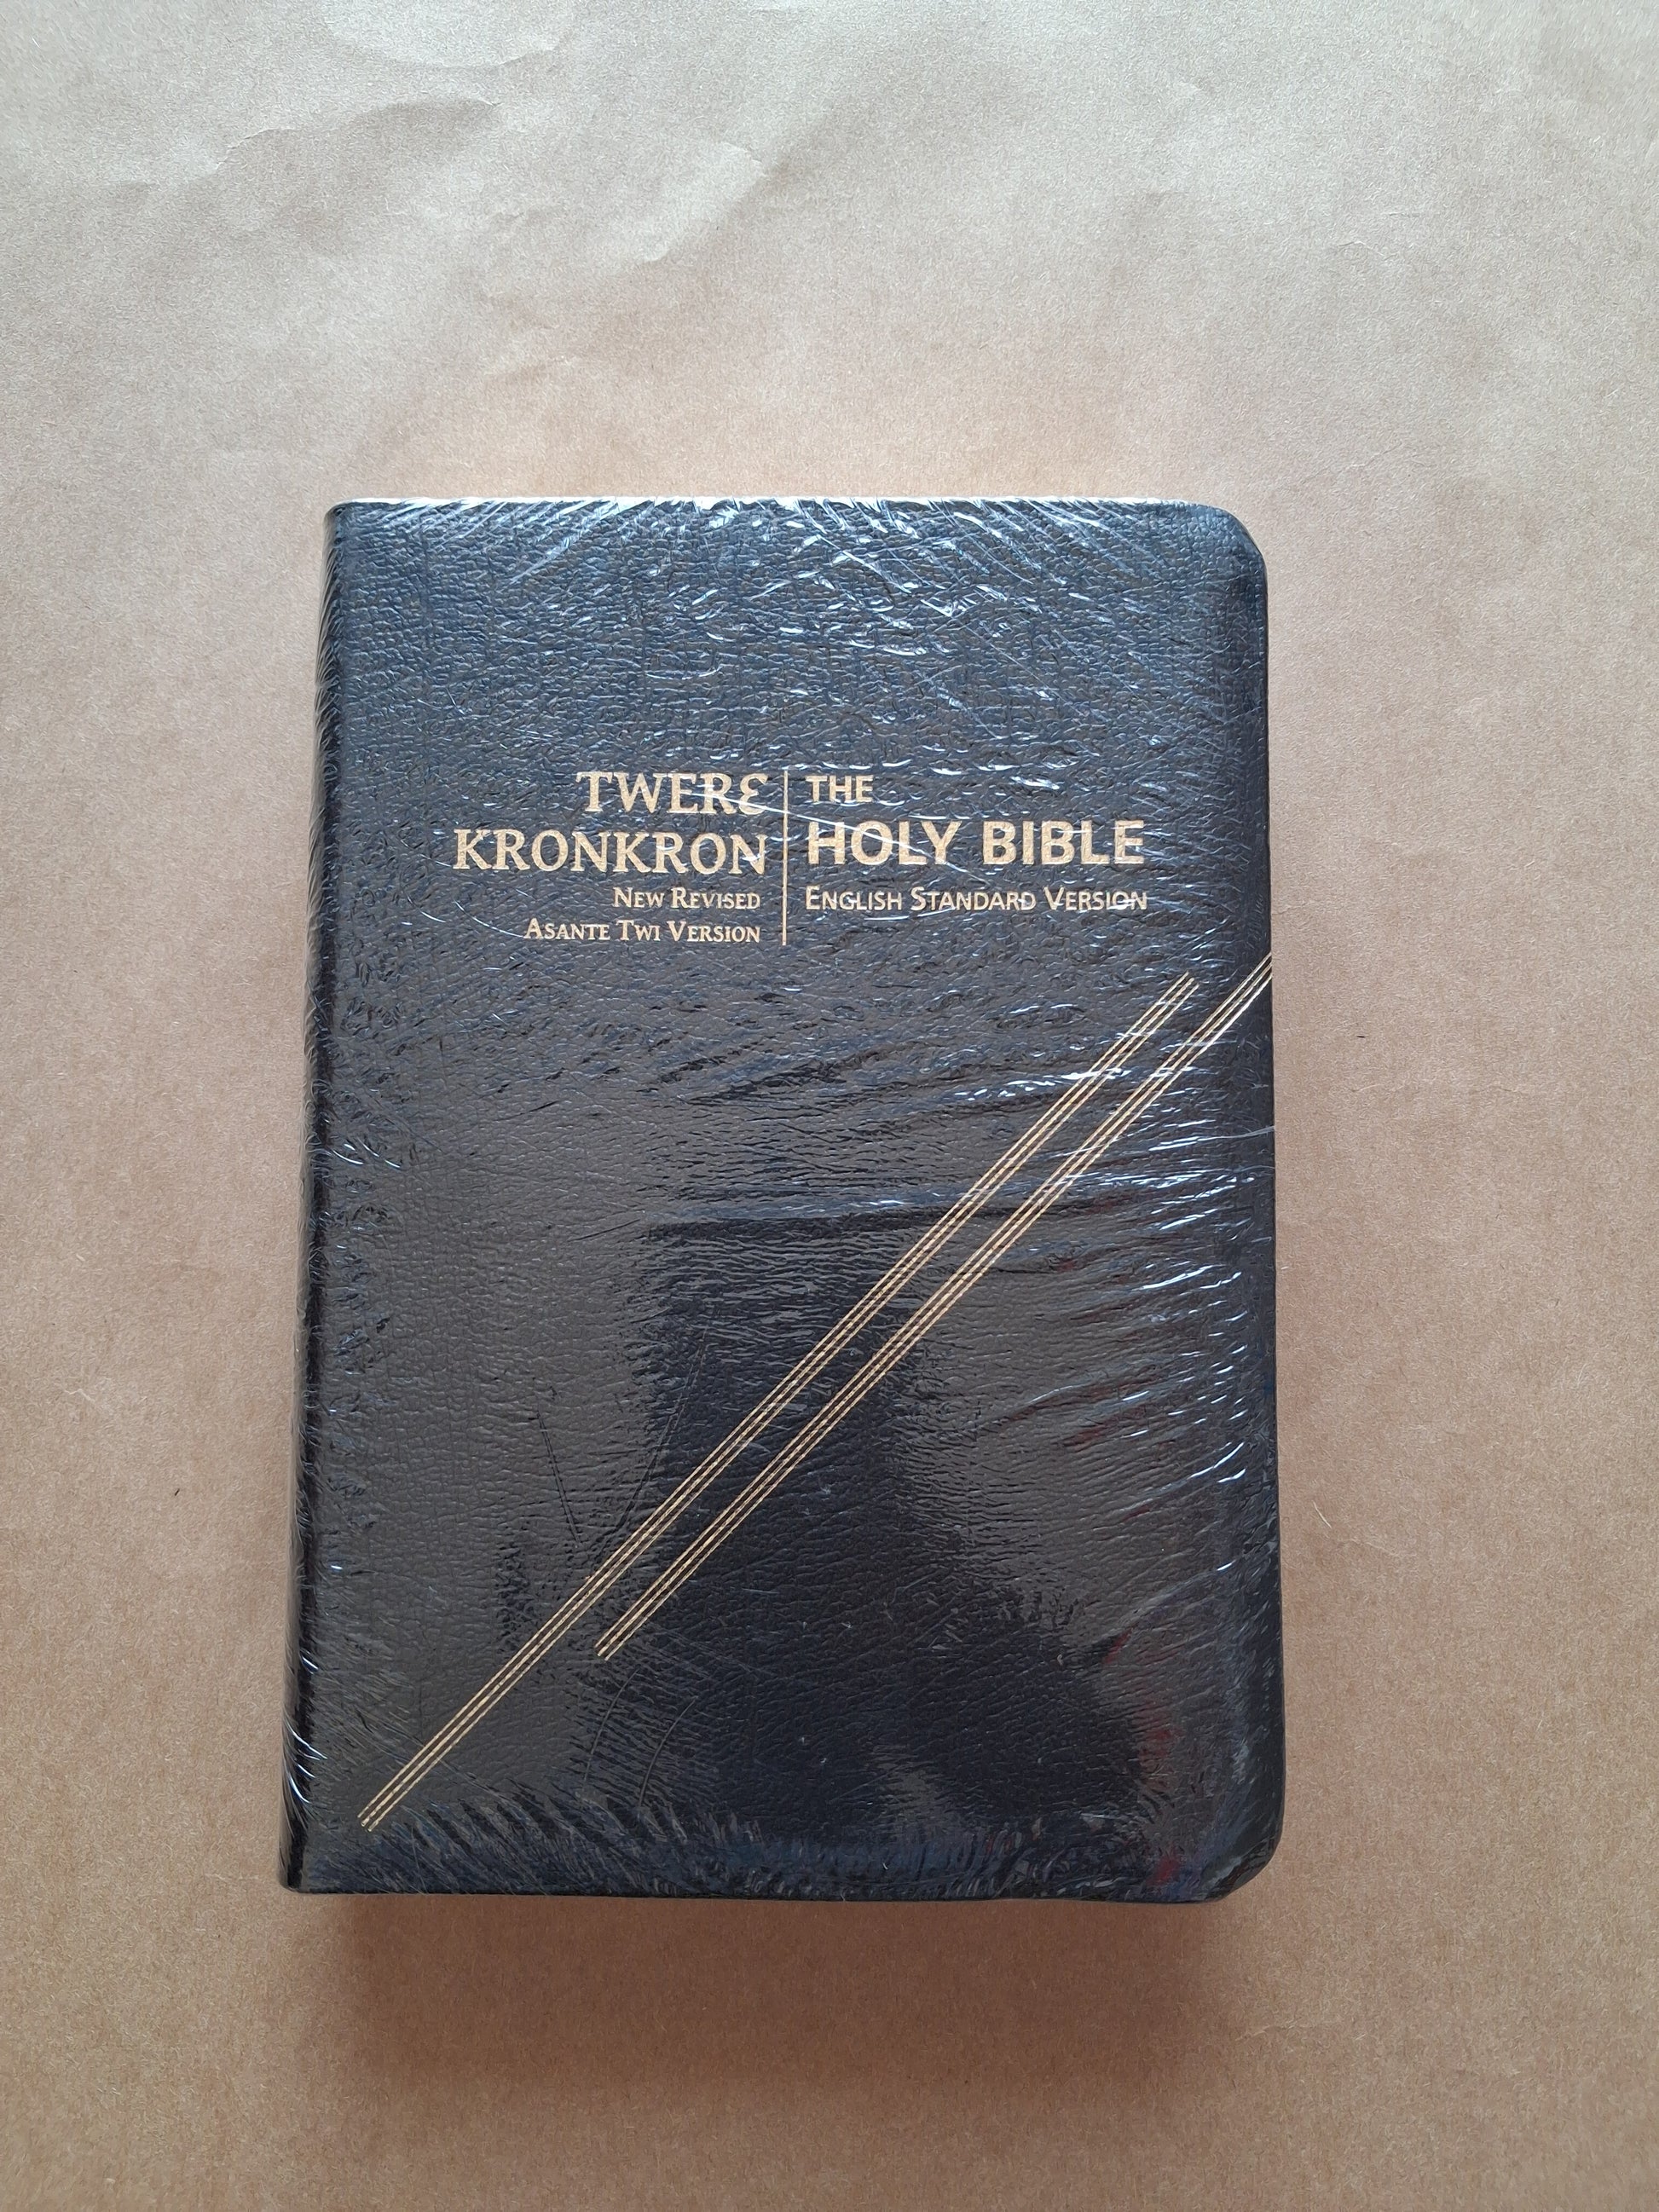 TWERƐ
KRONKRON
NEW REVISED
ASANTE TWI VERSION
THE
HOLY BIBLE
ENGLISH STANDARD VERSION